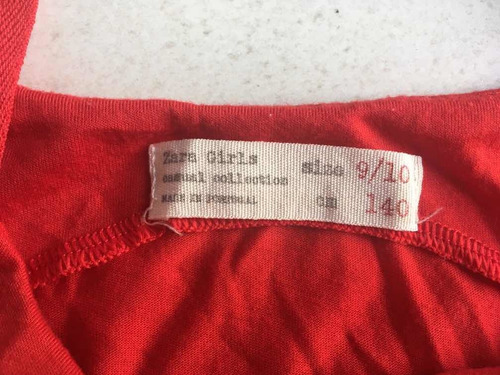 Zara Girls size 9/10
casual collection
MADE IN PORTUGAL cm 140